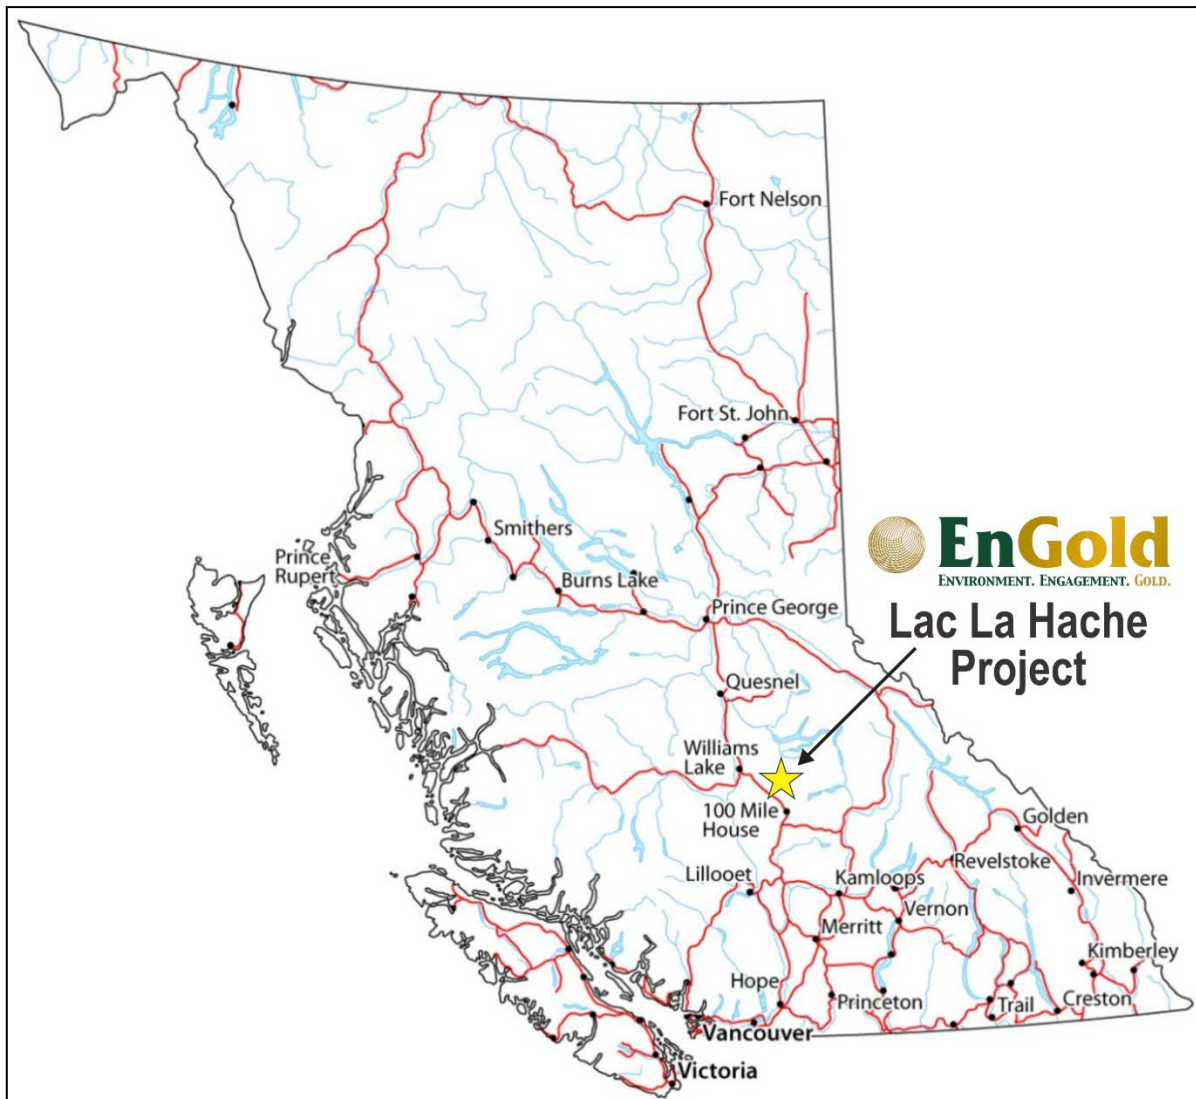 Fort Nelson
Fort St. John
Smithers
Prince
Rupert
Burns Lake
Prince George
EnGold
ENVIRONMENT. ENGAGEMENT. GOLD.
Lac La Hache
Project
Quesnel
Williams
Lake
100 Mile
House
Golden
Revelstoke
Lillooet
Kamloops
Invermere
Vernon
Merritt
Kimberley
Hope
Princeton
Trail
Creston
Vancouver
Victoria